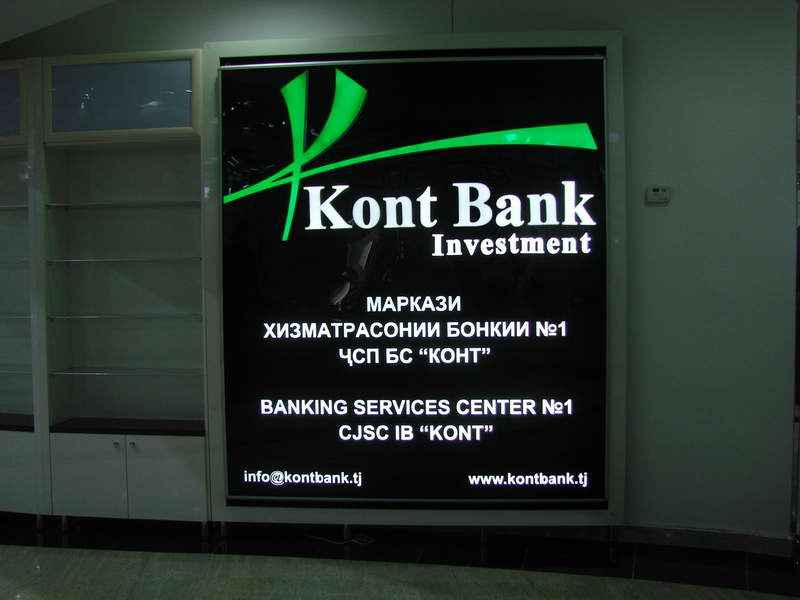 Kont Bank
Investment
МАРКАЗИ
ХИЗМАТРАСОНИИ БОНКИИ №1
ҶСП БС “КОНТ”
BANKING SERVICES CENTER №1
CJSC IB “KONT”
info@kontbank.tj www.kontbank.tj